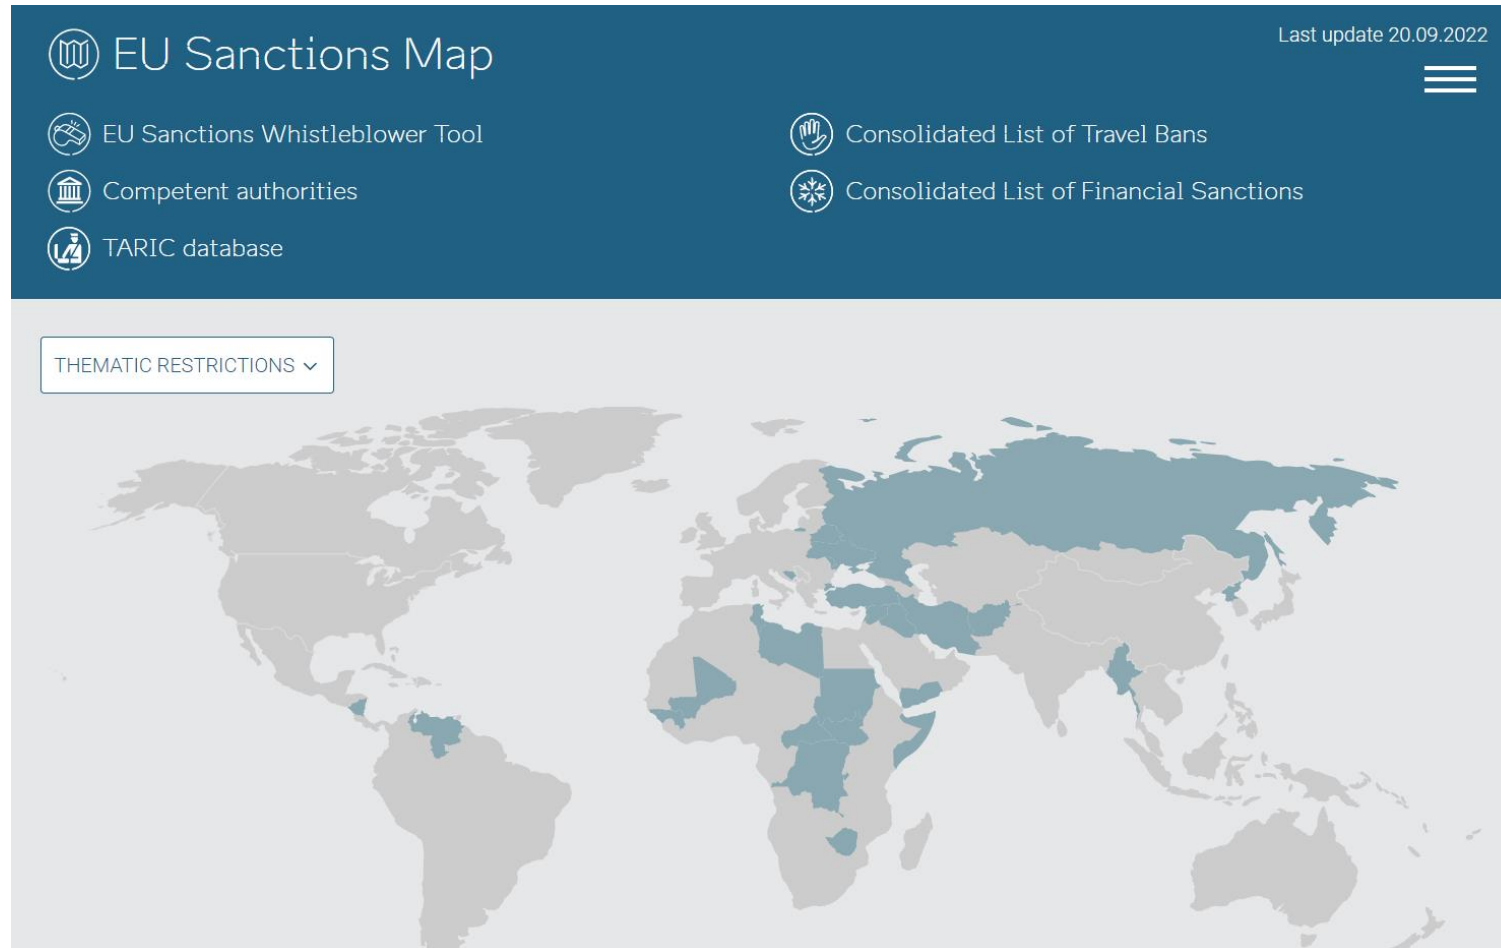 EU Sanctions Map
Last update 20.09.2022
EU Sanctions Whistleblower Tool
Consolidated List of Travel Bans
Competent authorities
Consolidated List of Financial Sanctions
TARIC database
THEMATIC RESTRICTIONS